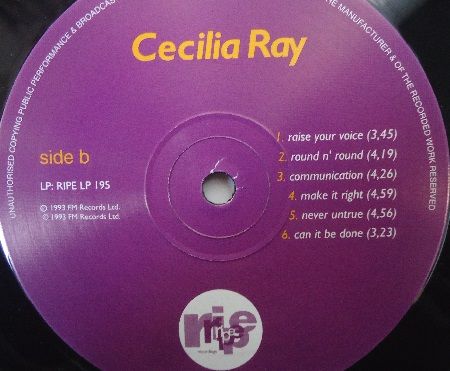 UNAUTHORISED COPYING PUBLIC PERFORMANCE & BROADCAS
THE MANUFACTURER & OF THE RECORDED WORK RESERVED
Cecilia Ray
side b
LP: RIPE LP 195
℗ 1993 FM Records Ltd.
© 1993 FM Records Ltd.
1. raise your voice (3,45)
2. round n' round (4,19)
3. communication (4,26)
4. make it right (4,59)
5. never untrue (4,56)
6. can it be done (3,23)
ripe
ripe
recordings